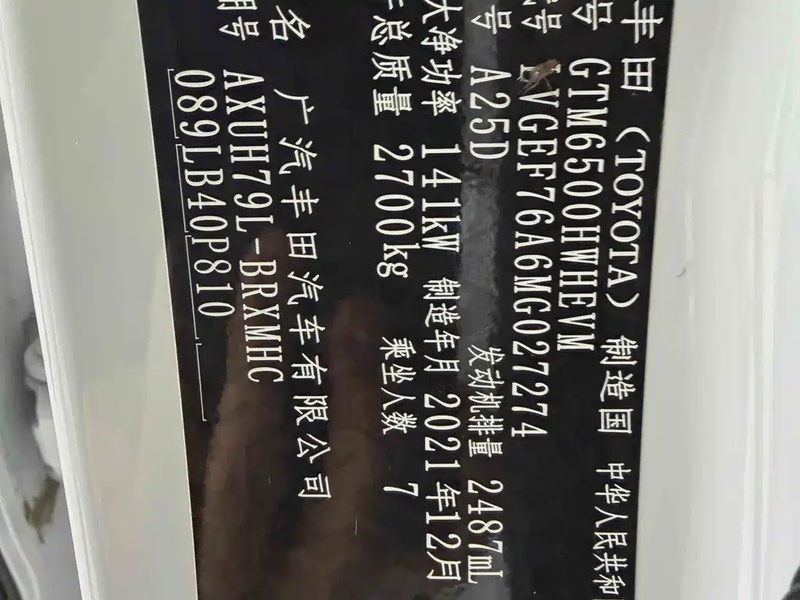 丰田 (TOYOTA) 制造国 中华人民共和
号 GTM6500HWHEVM
号 VGEF76A6MG027274
号 A25D 发动机排量 2487mL
大净功率 141kW 制造年月 2021年12月
总质量 2700kg 乘坐人数 7
名 广汽丰田汽车有限公司
号 AXUH79L-BRXMHC
089LB40P810